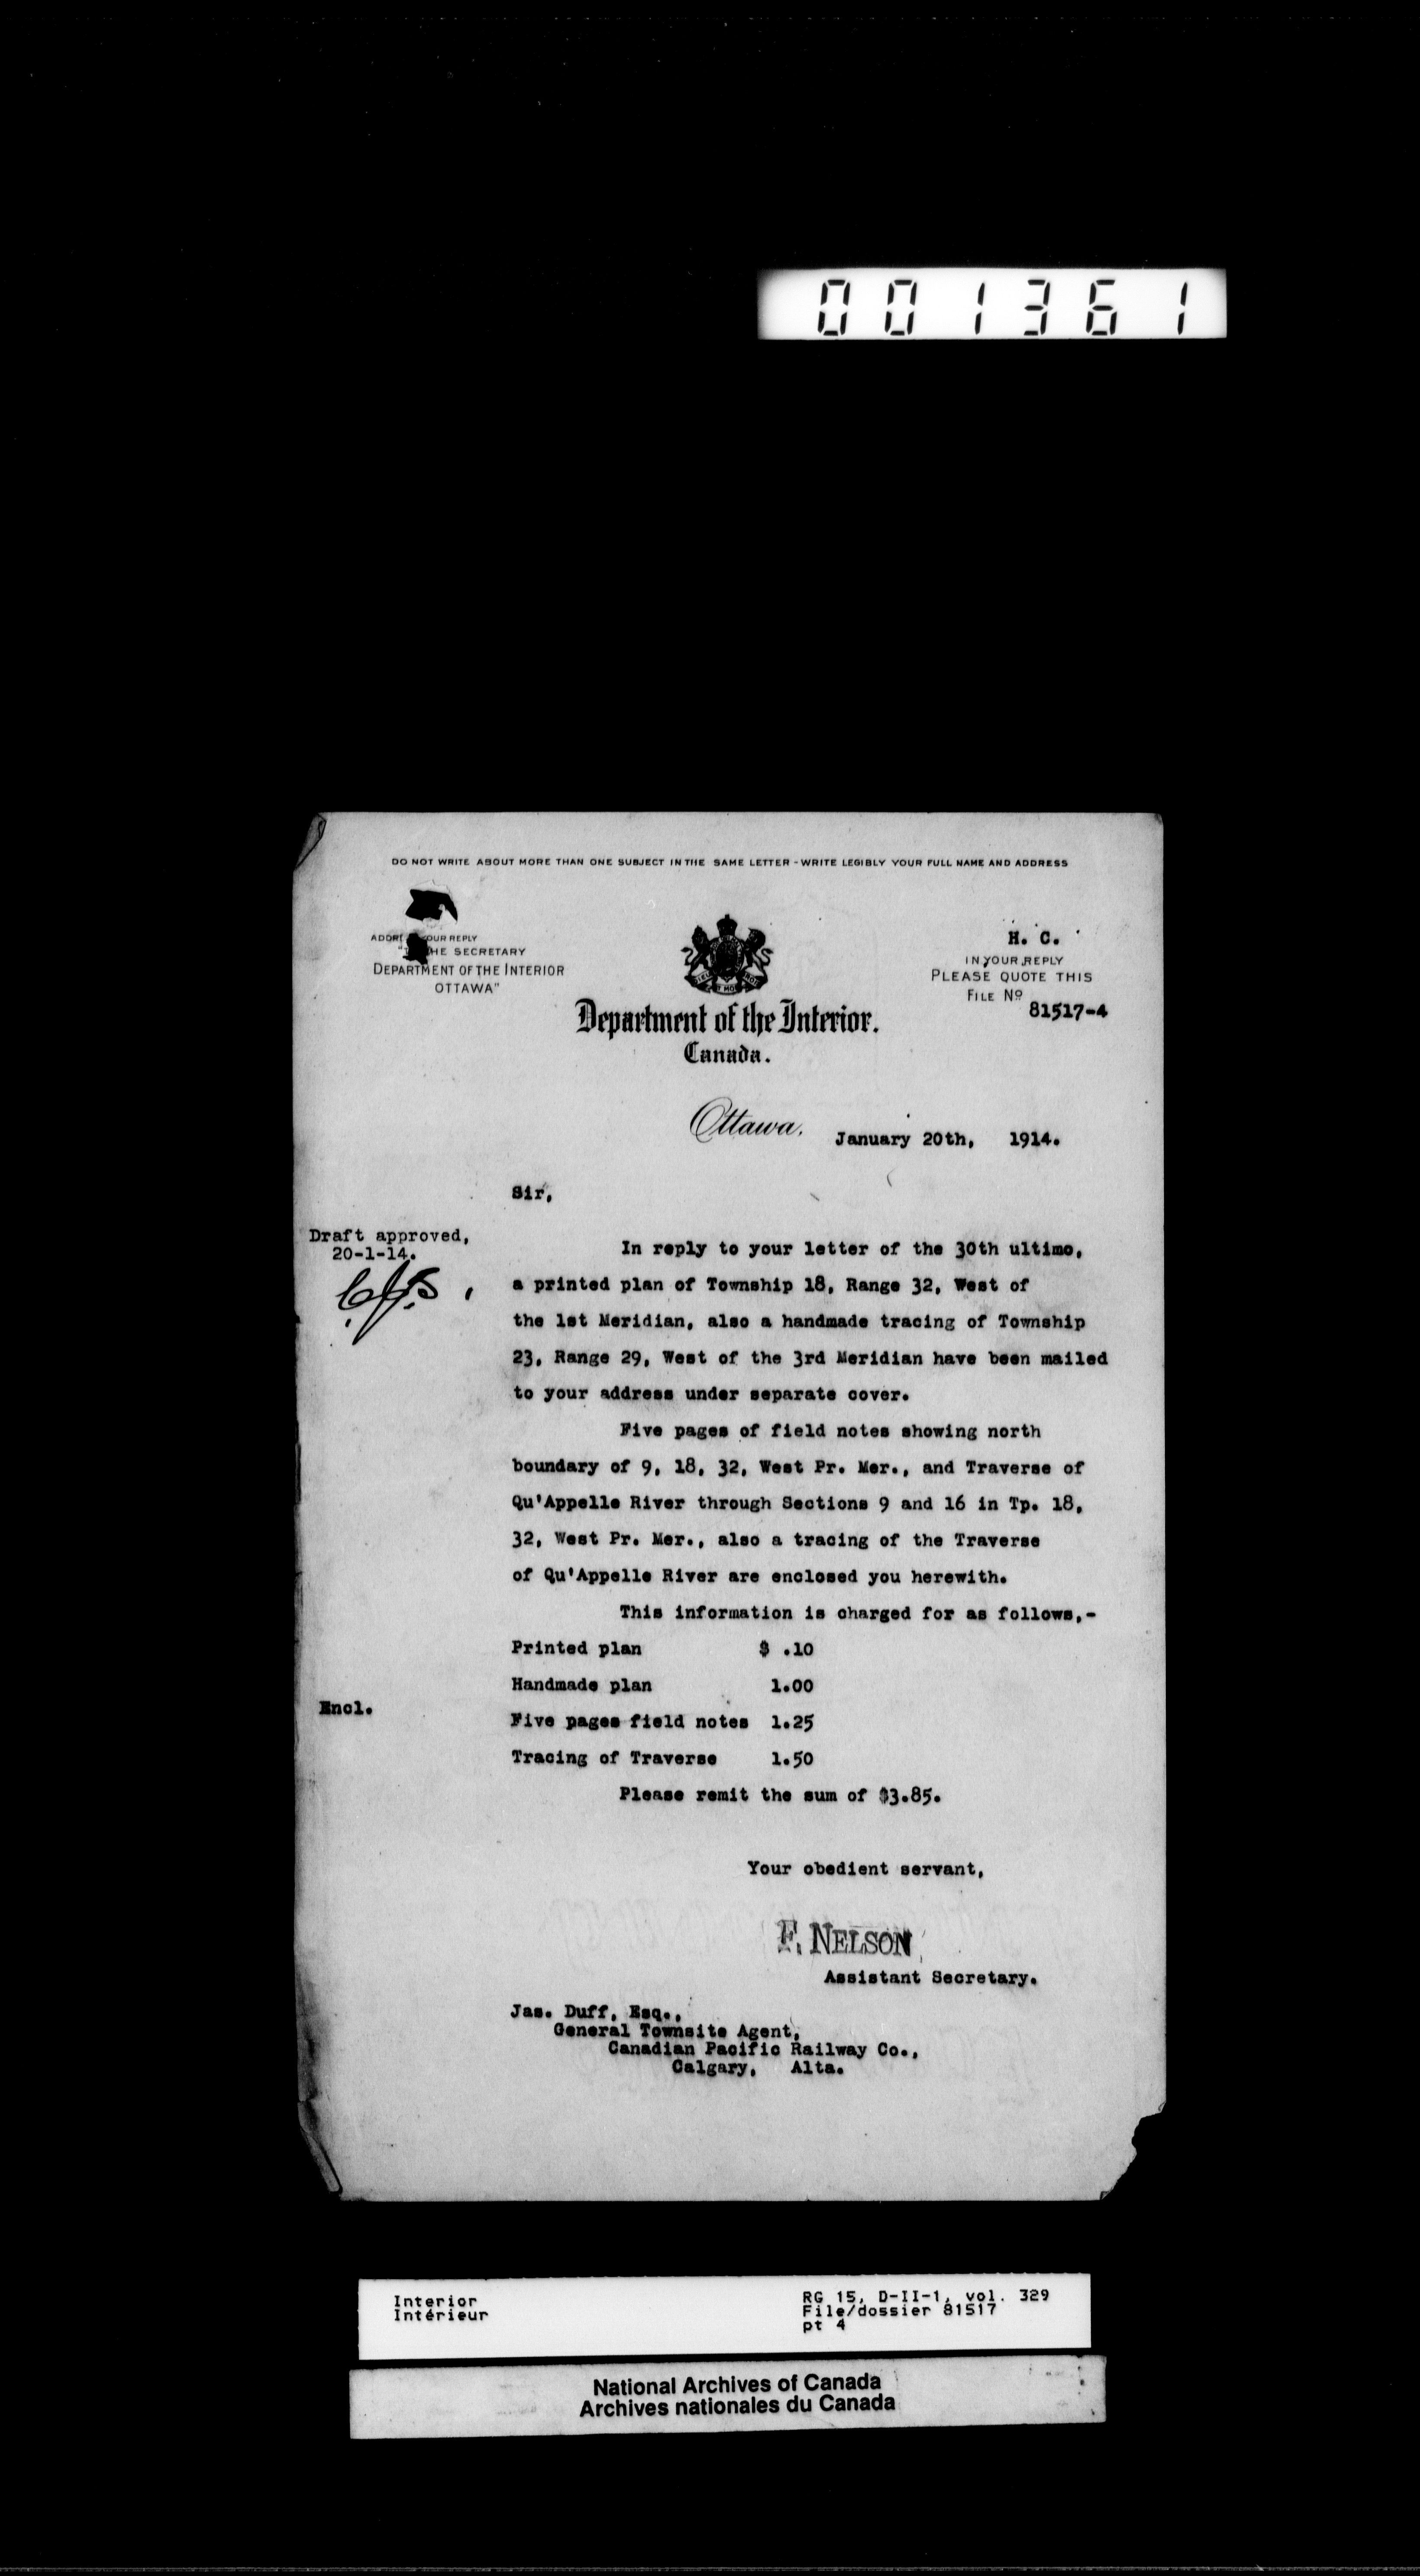 001361
DO NOT WRITE ABOUT MORE THAN ONE SUBJECT IN THE SAME LETTER - WRITE LEGIBLY YOUR FULL NAME AND ADDRESS
OUR REPLY
HE SECRETARY
DEPARTMENT OF THE INTERIOR
OTTAWA"
H. C.
IN YOUR REPLY
PLEASE QUOTE THIS
FILE Nº
81517-4
Department of the Interior.
Canada.
Ottawa, January 20th, 1914.
Sir,
Draft approved,
20-1-14.
In reply to your letter of the 30th ultimo,
a printed plan of Township 18, Range 32, West of
the 1st Meridian, also a handmade tracing of Township
23, Range 29, West of the 3rd Meridian have been mailed
to your address under separate cover.
Five pages of field notes showing north
boundary of 9, 18, 32, West Pr. Mer., and Traverse of
Qu'Appelle River through Sections 9 and 16 in Tp. 18,
32, West Pr. Mer., also a tracing of the Traverse
of Qu'Appelle River are enclosed you herewith.
This information is charged for as follows,-
Printed plan $ .10
Handmade plan 1.00
Encl.
Five pages field notes 1.25
Tracing of Traverse 1.50
Please remit the sum of $3.85.
Your obedient servant,
F. NELSON
Assistant Secretary.
Jas. Duff, Esq.,
General Townsite Agent,
Canadian Pacific Railway Co.,
Calgary, Alta.
Interior
Intérieur
RG 15, D-II-1, vol. 329
File/dossier 81517
pt 4
National Archives of Canada
Archives nationales du Canada